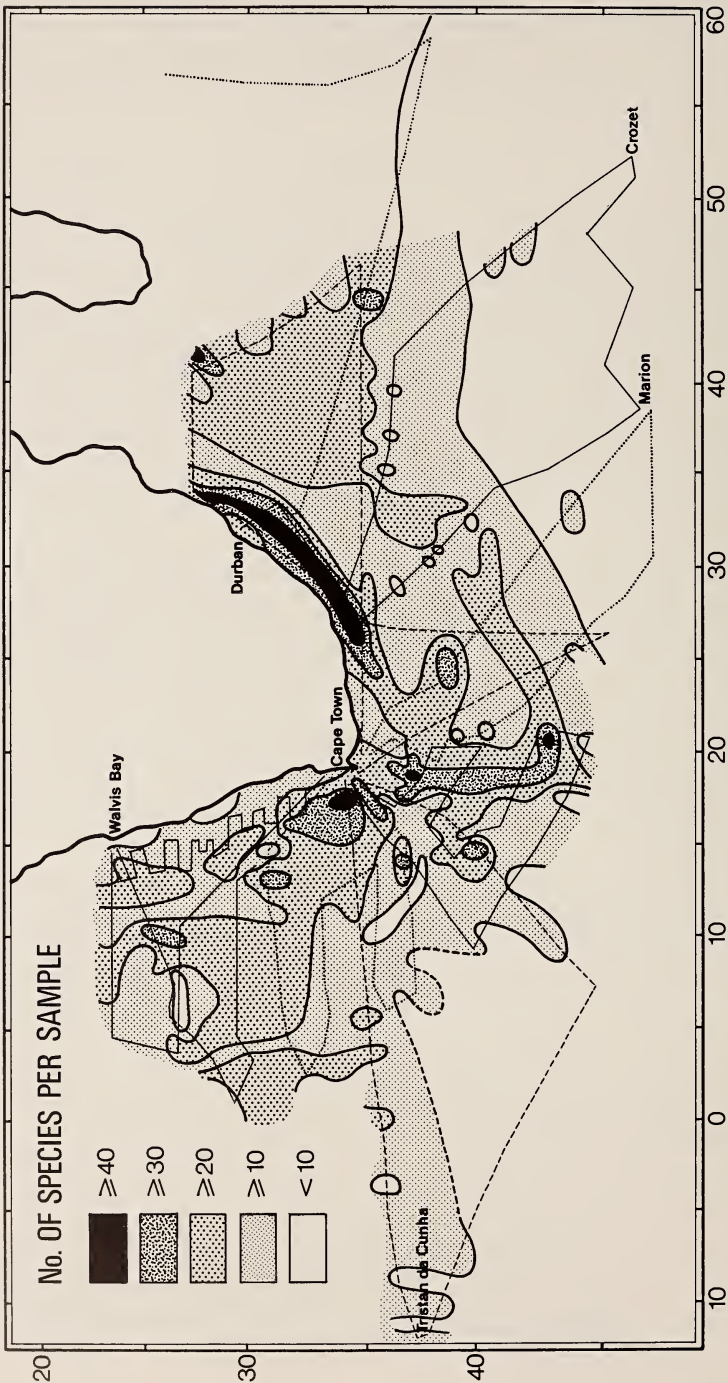 No. OF SPECIES PER SAMPLE
≥40
≥30
≥20
≥10
<10
Walvis Bay
Cape Town
Durban
Tristan da Cunha
Marion
Crozet
20
30
40
10
0
10
20
30
40
50
60